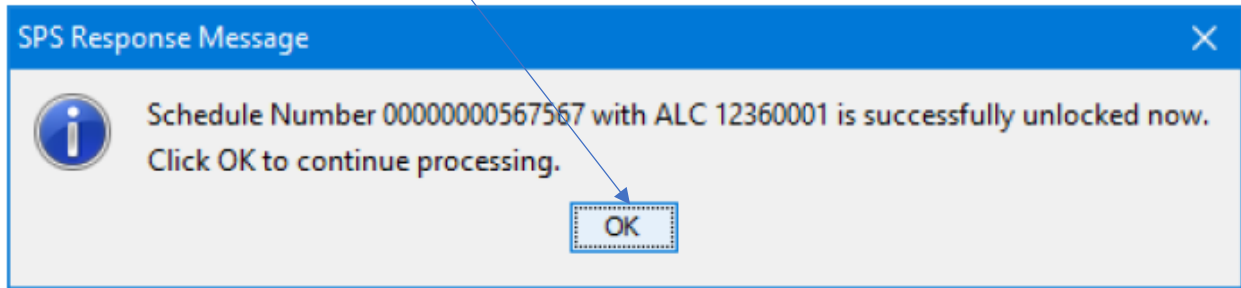 SPS Response Message
Schedule Number 00000000567567 with ALC 12360001 is successfully unlocked now.
Click OK to continue processing.
OK